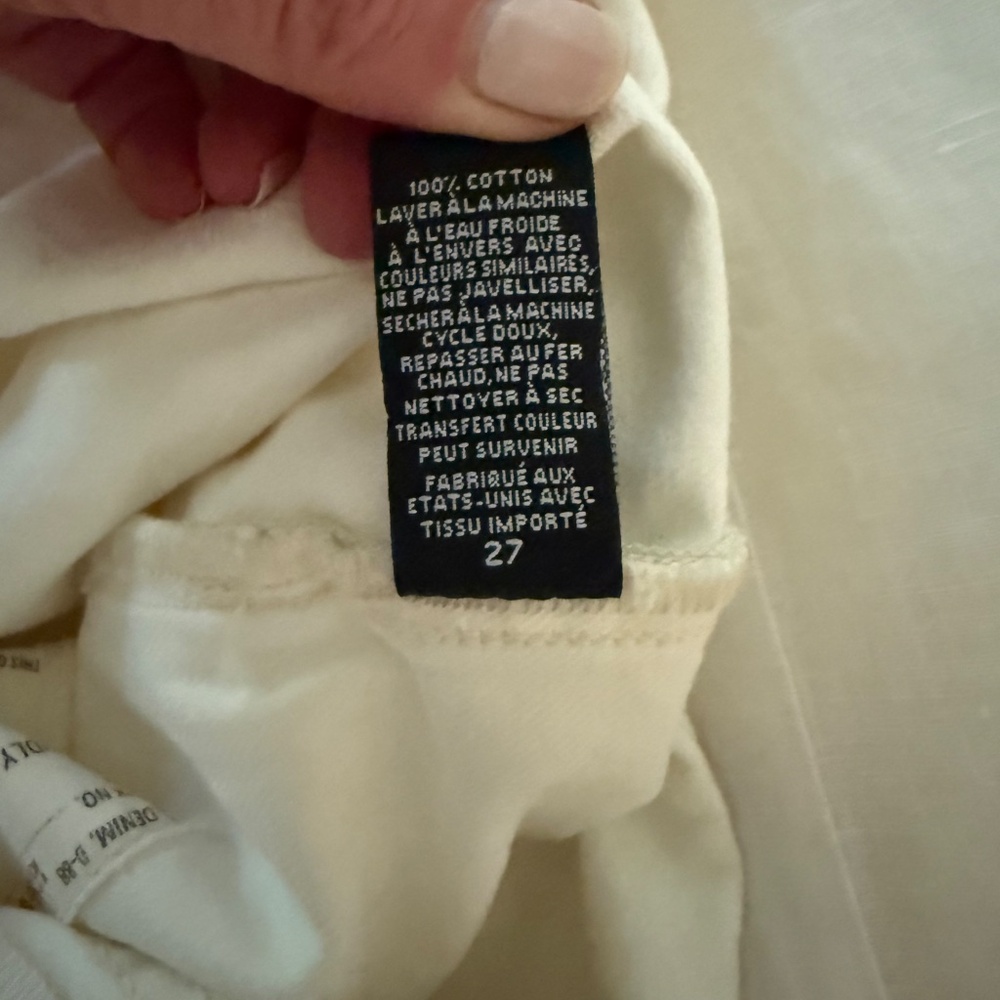 100% COTTON
LAVER À LA MACHINE
À L'EAU FROIDE
À L'ENVERS AVEC
COULEURS SIMILAIRES,
NE PAS JAVELLISER,
SECHER À LA MACHINE
CYCLE DOUX,
REPASSER AU FER
CHAUD, NE PAS
NETTOYER À SEC
TRANSFERT COULEUR
PEUT SURVENIR
FABRIQUÉ AUX
ETATS-UNIS AVEC
TISSU IMPORTÉ
27
NO.
DENIM,